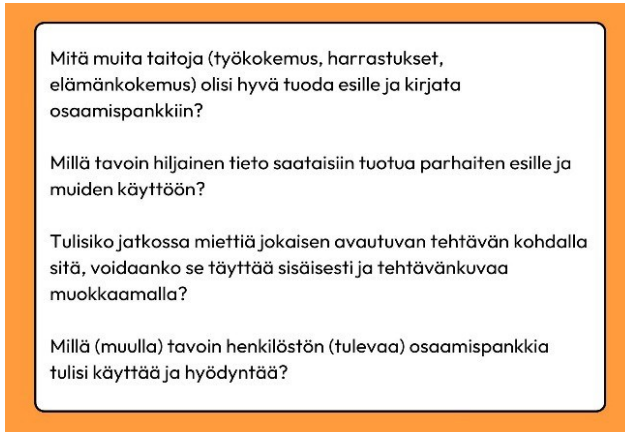 Mitä muita taitoja (työkokemus, harrastukset,
elämänkokemus) olisi hyvä tuoda esille ja kirjata
osaamispankkiin?
Millä tavoin hiljainen tieto saataisiin tuotua parhaiten esille ja
muiden käyttöön?
Tulisiko jatkossa miettiä jokaisen avautuvan tehtävän kohdalla
sitä, voidaanko se täyttää sisäisesti ja tehtävänkuvaa
muokkaamalla?
Millä (muulla) tavoin henkilöstön (tulevaa) osaamispankkia
tulisi käyttää ja hyödyntää?